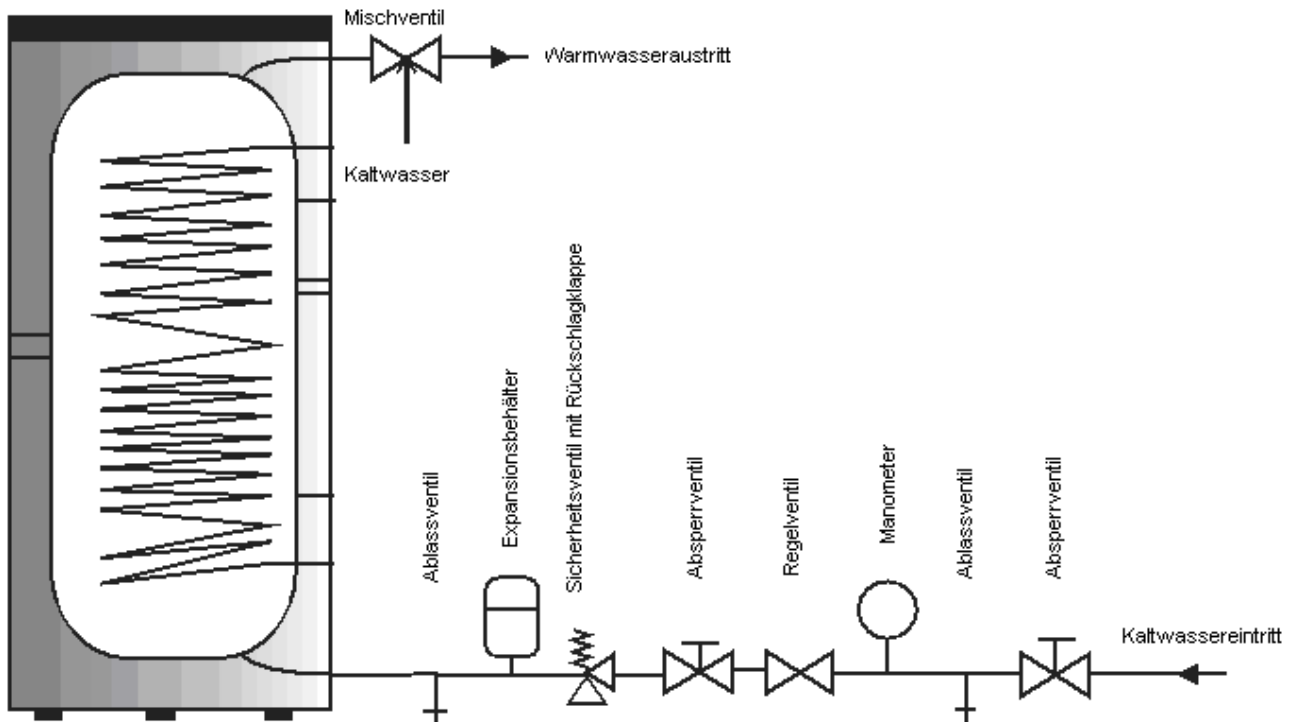 Mischventil
Warmwasseraustritt
Kaltwasser
Ablassventil
Expansionsbehälter
Sicherheitsventil mit Rückschlagklappe
Absperrventil
Regelventil
Manometer
Ablassventil
Absperrventil
Kaltwassereintritt